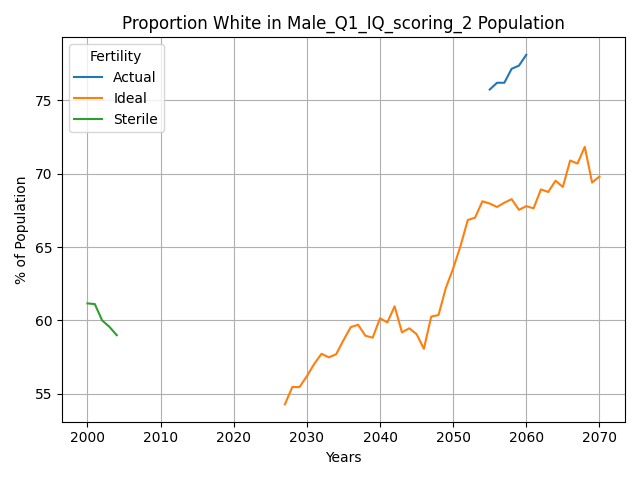 Proportion White in Male_Q1_IQ_scoring_2 Population
Fertility
Actual
Ideal
Sterile
% of Population
75
70
65
60
55
2000 2010 2020 2030 2040 2050 2060 2070
Years